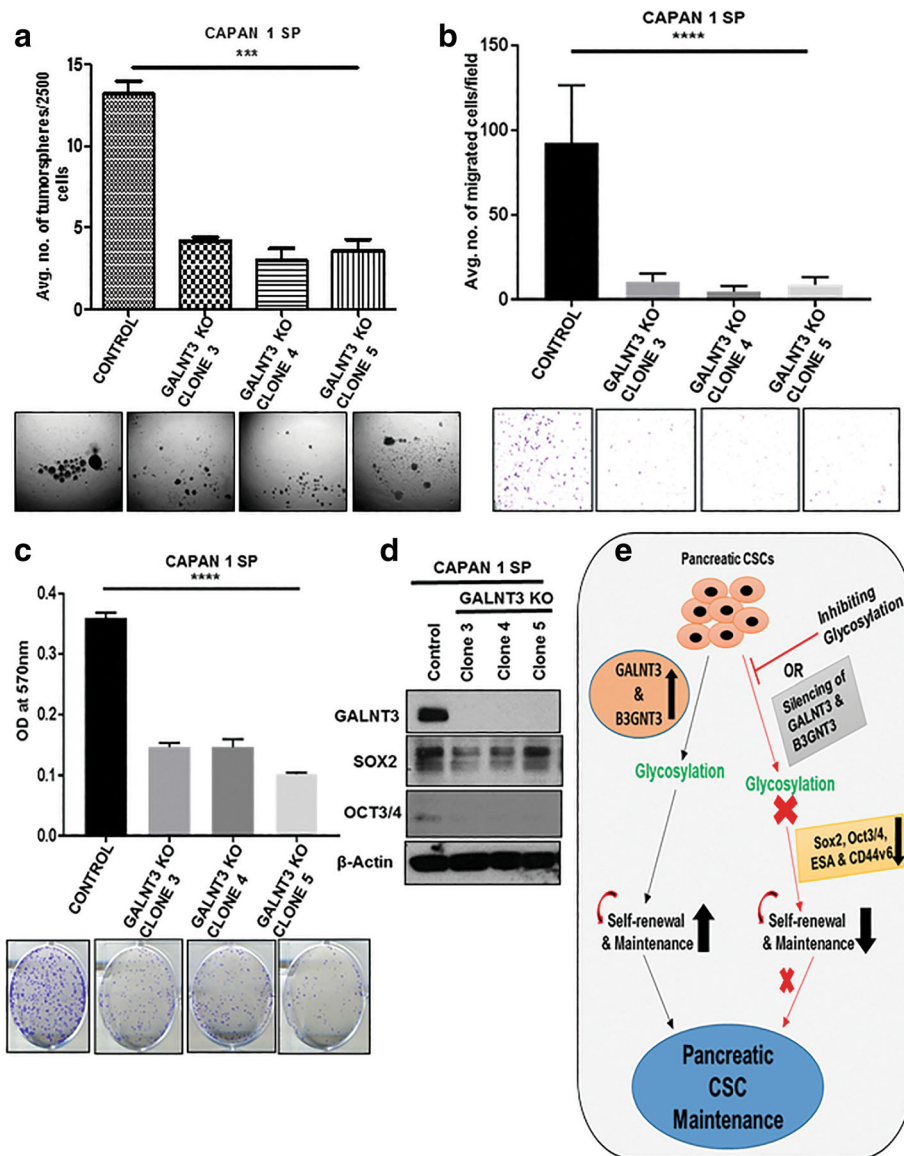 a
CAPAN 1 SP
***
15
10
5
0
Avg. no. of tumorspheres/2500
cells
CONTROL
GALNT3 KO
CLONE 3
GALNT3 KO
CLONE 4
GALNT3 KO
CLONE 5
b
CAPAN 1 SP
****
150
100
50
0
Avg. no. of migrated cells/field
CONTROL
GALNT3 KO
CLONE 3
GALNT3 KO
CLONE 4
GALNT3 KO
CLONE 5
c
CAPAN 1 SP
****
0.4
0.3
0.2
0.1
0.0
OD at 570nm
CONTROL
GALNT3 KO
CLONE 3
GALNT3 KO
CLONE 4
GALNT3 KO
CLONE 5
d
CAPAN 1 SP
GALNT3 KO
Control
Clone 3
Clone 4
Clone 5
GALNT3
SOX2
OCT3/4
β-Actin
e
Pancreatic CSCs
Inhibiting
Glycosylation
OR
Silencing of
GALNT3 &
B3GNT3
GALNT3
&
B3GNT3
Glycosylation
Glycosylation
Sox2, Oct3/4,
ESA & CD44v6
Self-renewal
& Maintenance
Self-renewal
& Maintenance
Pancreatic
CSC
Maintenance